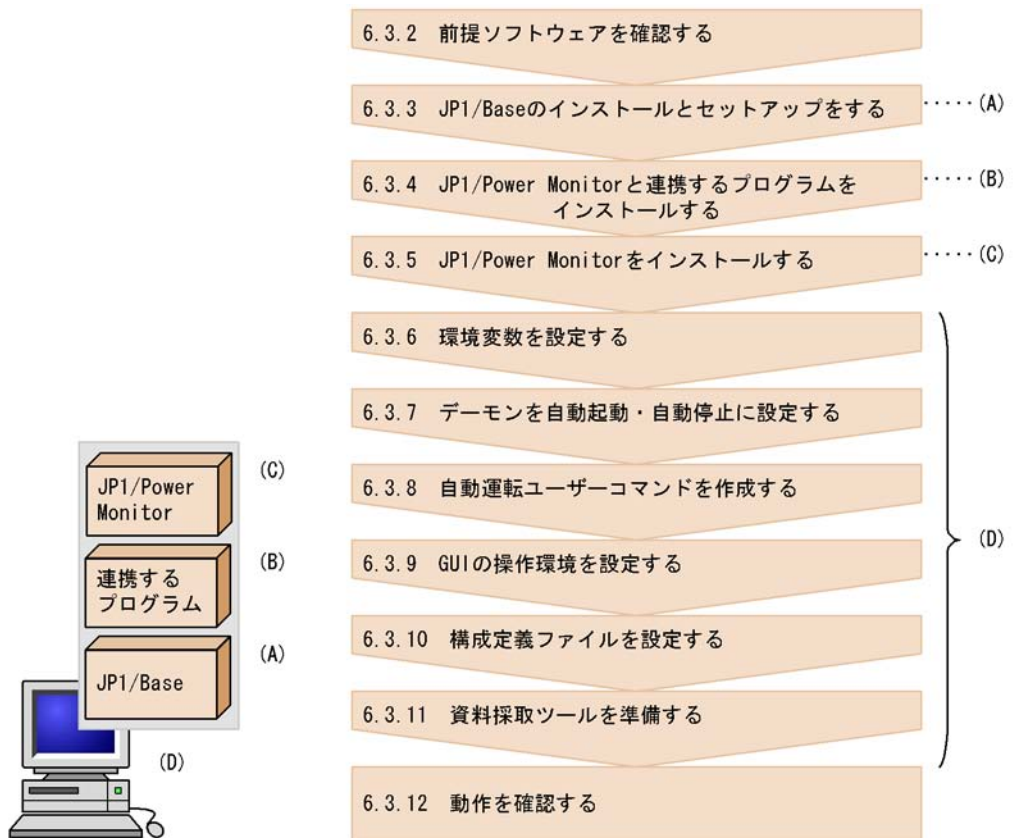 6.3.2 前提ソフトウェアを確認する
6.3.3 JP1/Baseのインストールとセットアップをする ·····(A)
6.3.4 JP1/Power Monitorと連携するプログラムを ·····(B)
インストールする
6.3.5 JP1/Power Monitorをインストールする ·····(C)
6.3.6 環境変数を設定する
6.3.7 デーモンを自動起動・自動停止に設定する
6.3.8 自動運転ユーザーコマンドを作成する
6.3.9 GUIの操作環境を設定する
6.3.10 構成定義ファイルを設定する
6.3.11 資料採取ツールを準備する
(D)
6.3.12 動作を確認する
JP1/Power
Monitor
(C)
連携する
プログラム
(B)
JP1/Base
(A)
(D)